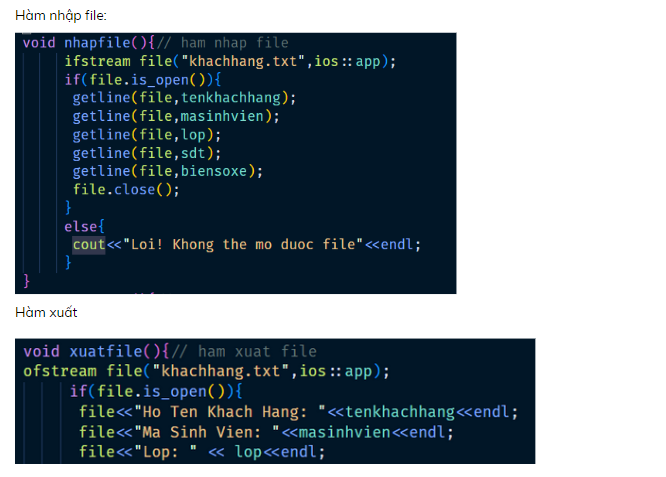 Hàm nhập file:
void nhapfile(){// ham nhap file
ifstream file("khachhang.txt",ios::app);
if(file.is_open()){
getline(file,tenkhachhang);
getline(file,masinhvien);
getline(file,lop);
getline(file,sdt);
getline(file,biensoxe);
file.close();
}
else{
cout<<"Loi! Khong the mo duoc file"<<endl;
}
}
Hàm xuất
void xuatfile(){// ham xuat file
ofstream file("khachhang.txt",ios::app);
if(file.is_open()){
file<<"Ho Ten Khach Hang: "<<tenkhachhang<<endl;
file<<"Ma Sinh Vien: "<<masinhvien<<endl;
file<<"Lop: " << lop<<endl;